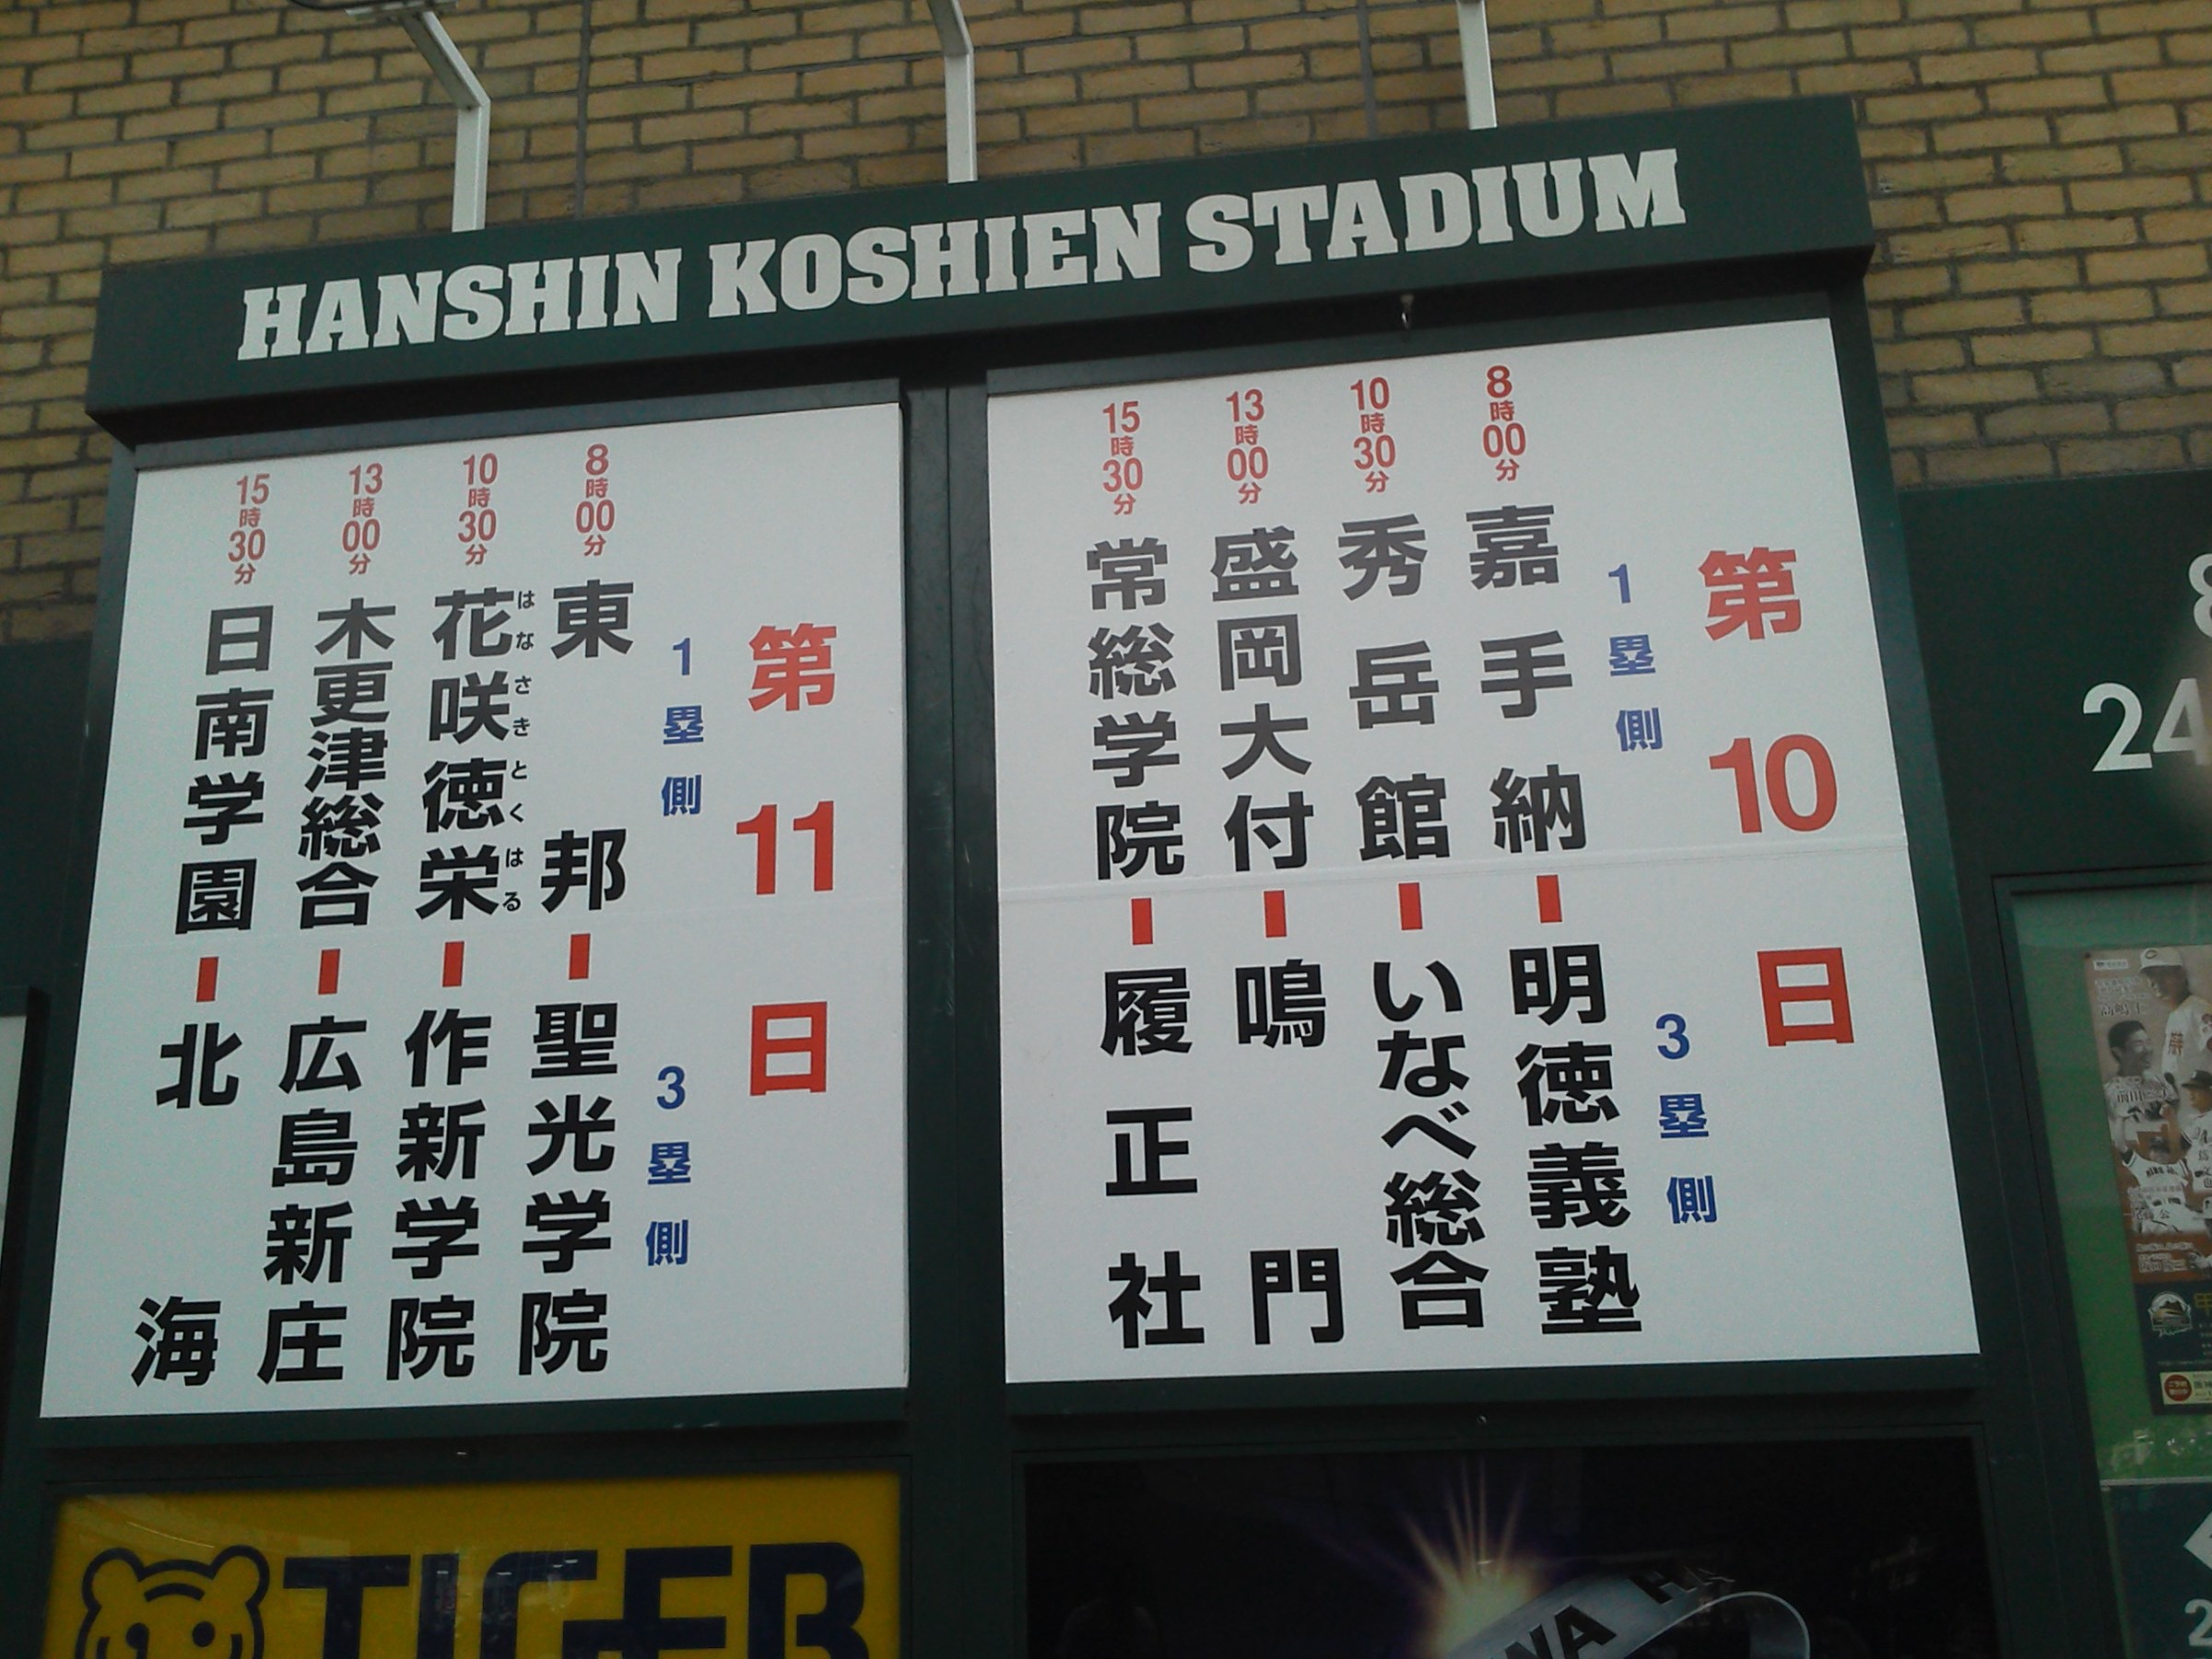 HANSHIN KOSHIEN STADIUM
第10日
1塁側 3塁側
8時00分 嘉手納 - 明徳義塾
10時30分 秀岳館 - いなべ総合
13時00分 盛岡大付 - 鳴門
15時30分 常総学院 - 履正社
第11日
1塁側 3塁側
8時00分 東邦 - 聖光学院
10時30分 花咲徳栄 - 作新学院
はなさきとくはる
13時00分 木更津総合 - 広島新庄
15時30分 日南学園 - 北海
TIGER
24